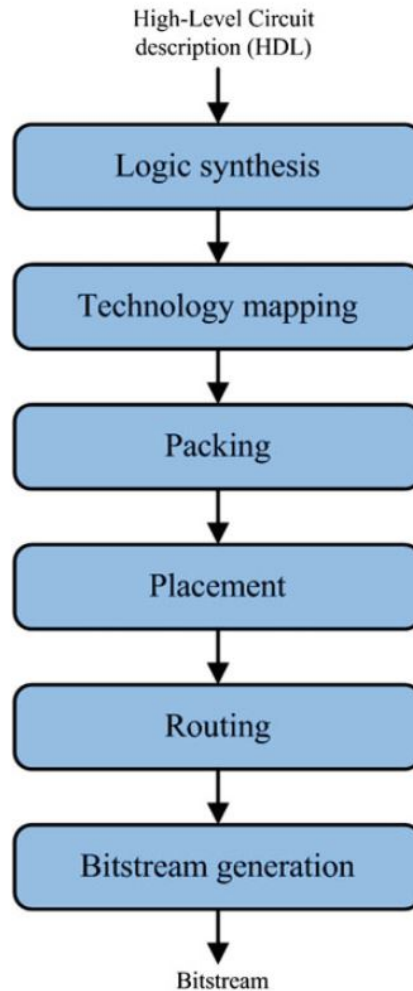 High-Level Circuit
description (HDL)
Logic synthesis
Technology mapping
Packing
Placement
Routing
Bitstream generation
Bitstream